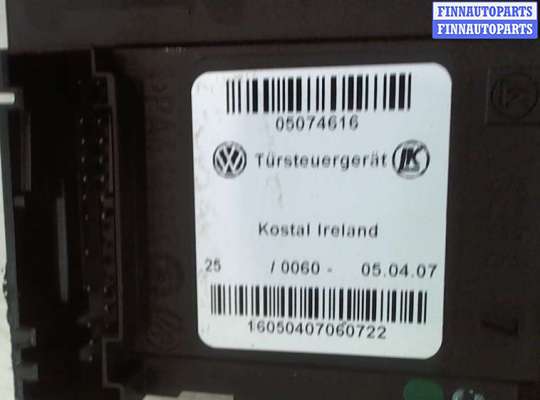 FINNAUTOPARTS
FINNAUTOPARTS
05074616
Türsteuergerät
Kostal Ireland
25 / 0060 - 05.04.07
16050407060722